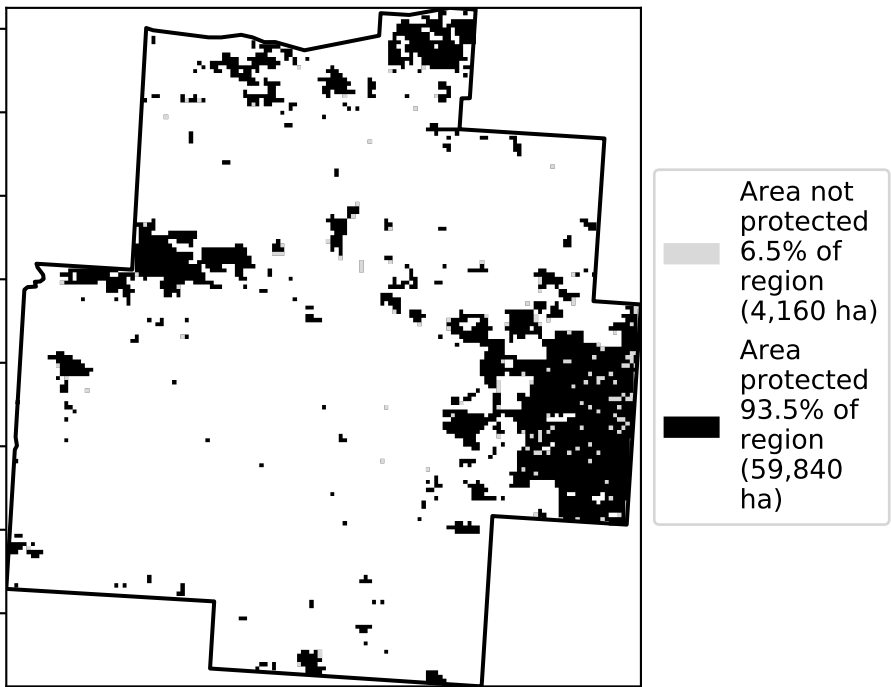 Area not
protected
6.5% of
region
(4,160 ha)
Area
protected
93.5% of
region
(59,840
ha)